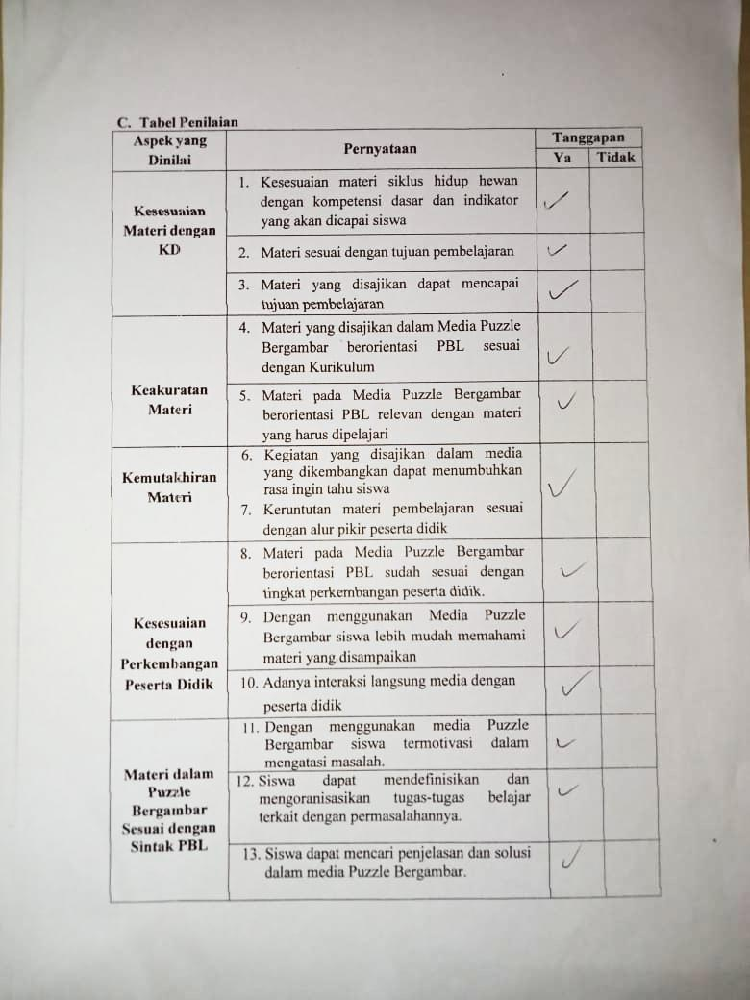 C. Tabel Penilaian
Aspek yang
Dinilai
Pernyataan
Tanggapan
Ya
Tidak
Kesesuaian
Materi dengan
KD
1. Kesesuaian materi siklus hidup hewan
dengan kompetensi dasar dan indikator
yang akan dicapai siswa
✓
2. Materi sesuai dengan tujuan pembelajaran
✓
3. Materi yang disajikan dapat mencapai
tujuan pembelajaran
✓
Keakuratan
Materi
4. Materi yang disajikan dalam Media Puzzle
Bergambar berorientasi PBL sesuai
dengan Kurikulum
✓
5. Materi pada Media Puzzle Bergambar
berorientasi PBL relevan dengan materi
yang harus dipelajari
✓
Kemutakhiran
Materi
6. Kegiatan yang disajikan dalam media
yang dikembangkan dapat menumbuhkan
rasa ingin tahu siswa
7. Keruntutan materi pembelajaran sesuai
dengan alur pikir peserta didik
✓
Kesesuaian
dengan
Perkembangan
Peserta Didik
8. Materi pada Media Puzzle Bergambar
berorientasi PBL sudah sesuai dengan
tingkat perkembangan peserta didik.
✓
9. Dengan menggunakan Media Puzzle
Bergambar siswa lebih mudah memahami
materi yang disampaikan
✓
10. Adanya interaksi langsung media dengan
peserta didik
✓
Materi dalam
Puzzle
Bergambar
Sesuai dengan
Sintak PBL
11. Dengan menggunakan media Puzzle
Bergambar siswa termotivasi dalam
mengatasi masalah.
✓
12. Siswa dapat mendefinisikan dan
mengoranisasikan tugas-tugas belajar
terkait dengan permasalahannya.
✓
13. Siswa dapat mencari penjelasan dan solusi
dalam media Puzzle Bergambar.
✓